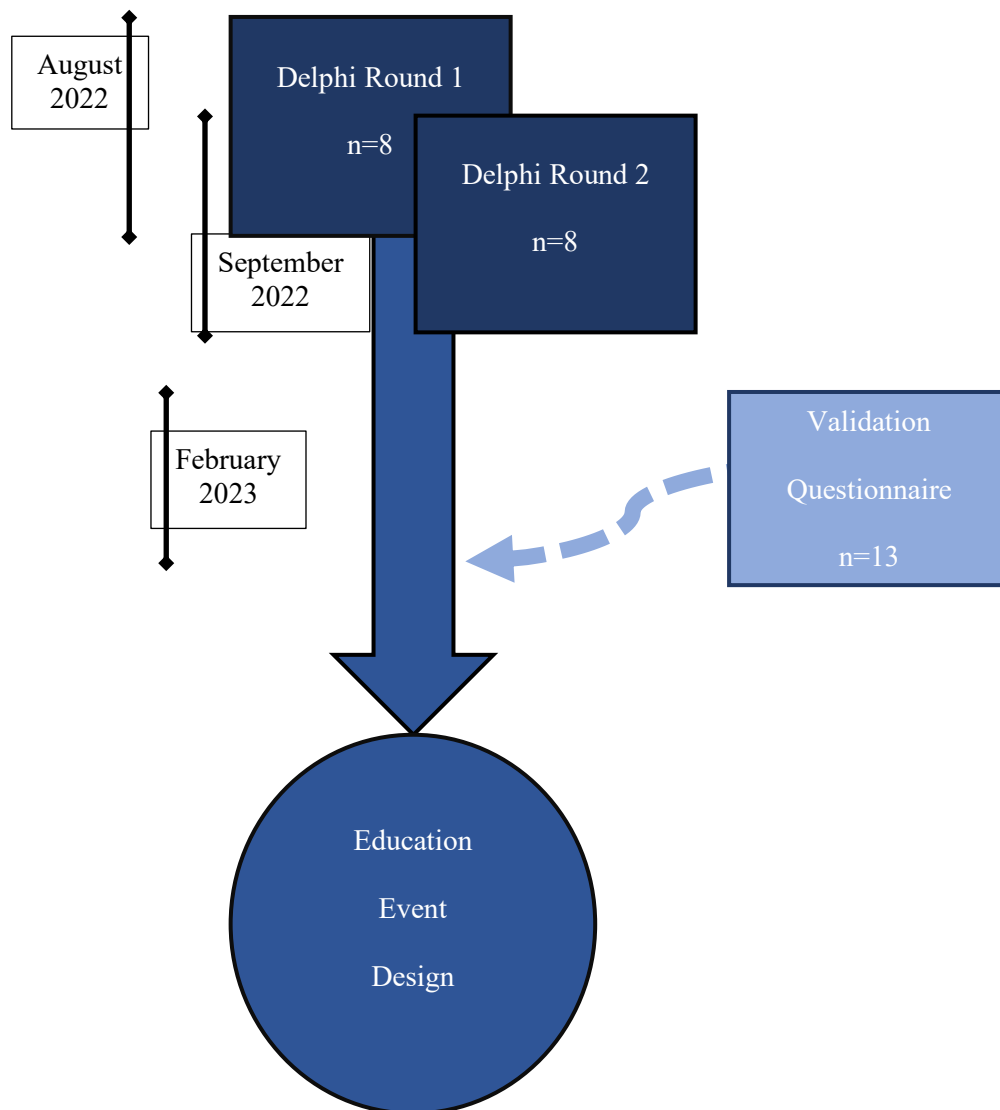 August
2022
Delphi Round 1
n=8
Delphi Round 2
n=8
September
2022
February
2023
Validation
Questionnaire
n=13
Education
Event
Design